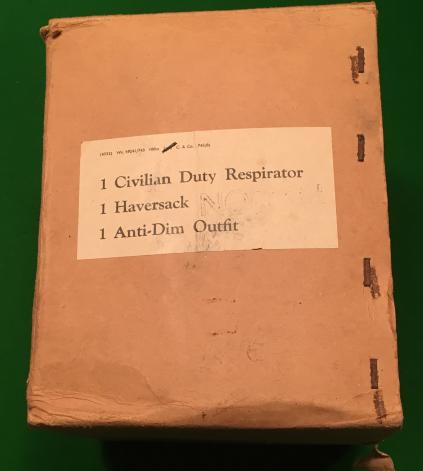 1 Civilian Duty Respirator
1 Haversack
1 Anti-Dim Outfit